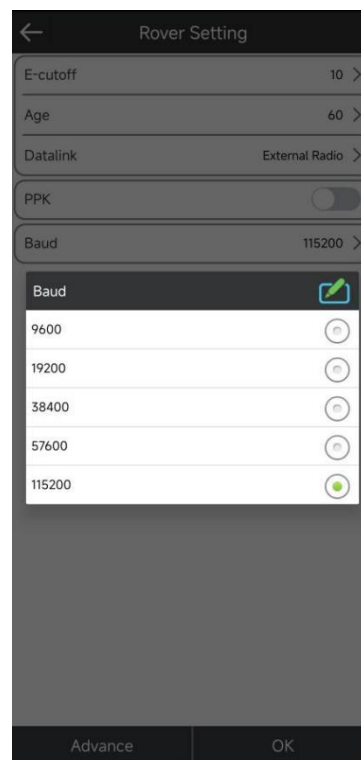 Rover Setting
E-cutoff 10
Age 60
Datalink External Radio
PPK
Baud 115200
Baud
9600
19200
38400
57600
115200
Advance OK